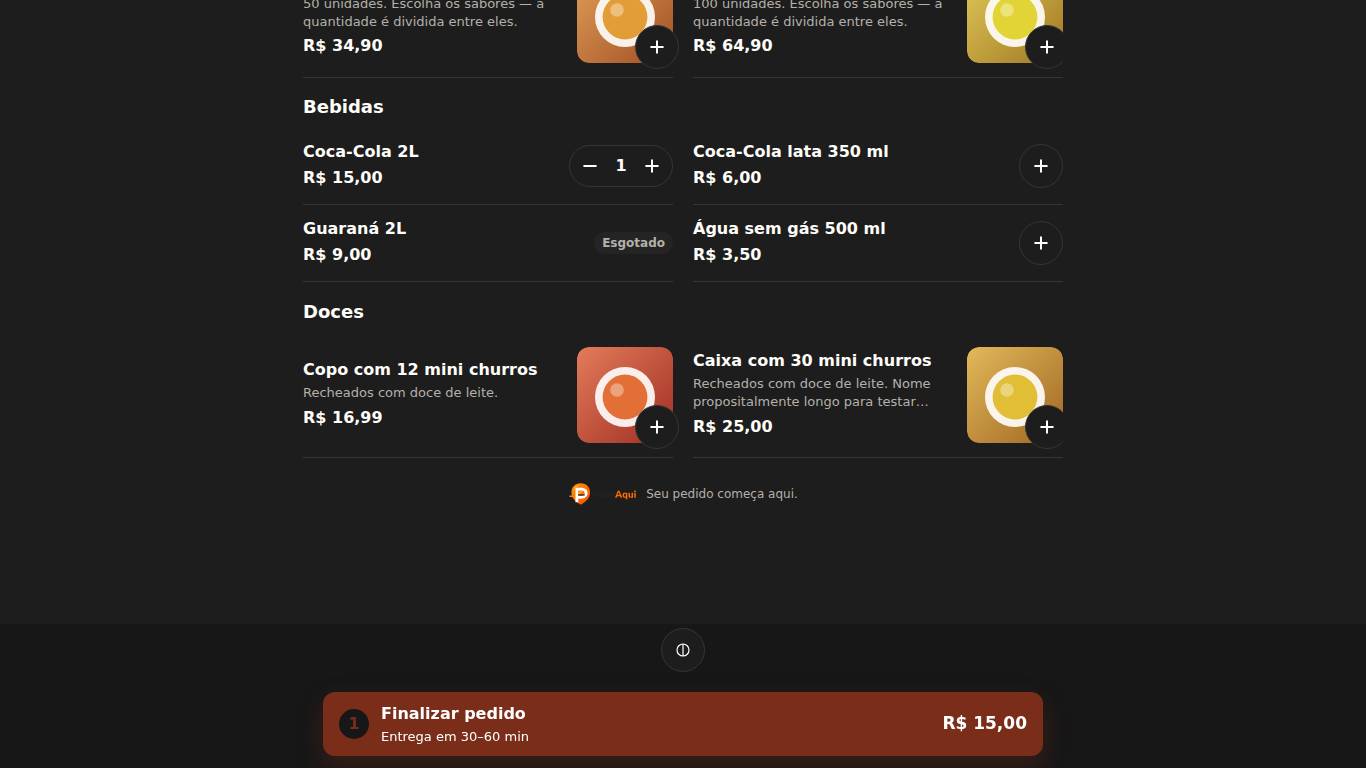 50 unidades. Escolha os sabores — a
quantidade é dividida entre eles.
R$ 34,90
100 unidades. Escolha os sabores — a
quantidade é dividida entre eles.
R$ 64,90
Bebidas
Coca-Cola 2L
R$ 15,00
1
Coca-Cola lata 350 ml
R$ 6,00
Guaraná 2L
R$ 9,00
Esgotado
Água sem gás 500 ml
R$ 3,50
Doces
Copo com 12 mini churros
Recheados com doce de leite.
R$ 16,99
Caixa com 30 mini churros
Recheados com doce de leite. Nome
propositalmente longo para testar…
R$ 25,00
P Aqui Seu pedido começa aqui.
1
Finalizar pedido
Entrega em 30–60 min
R$ 15,00